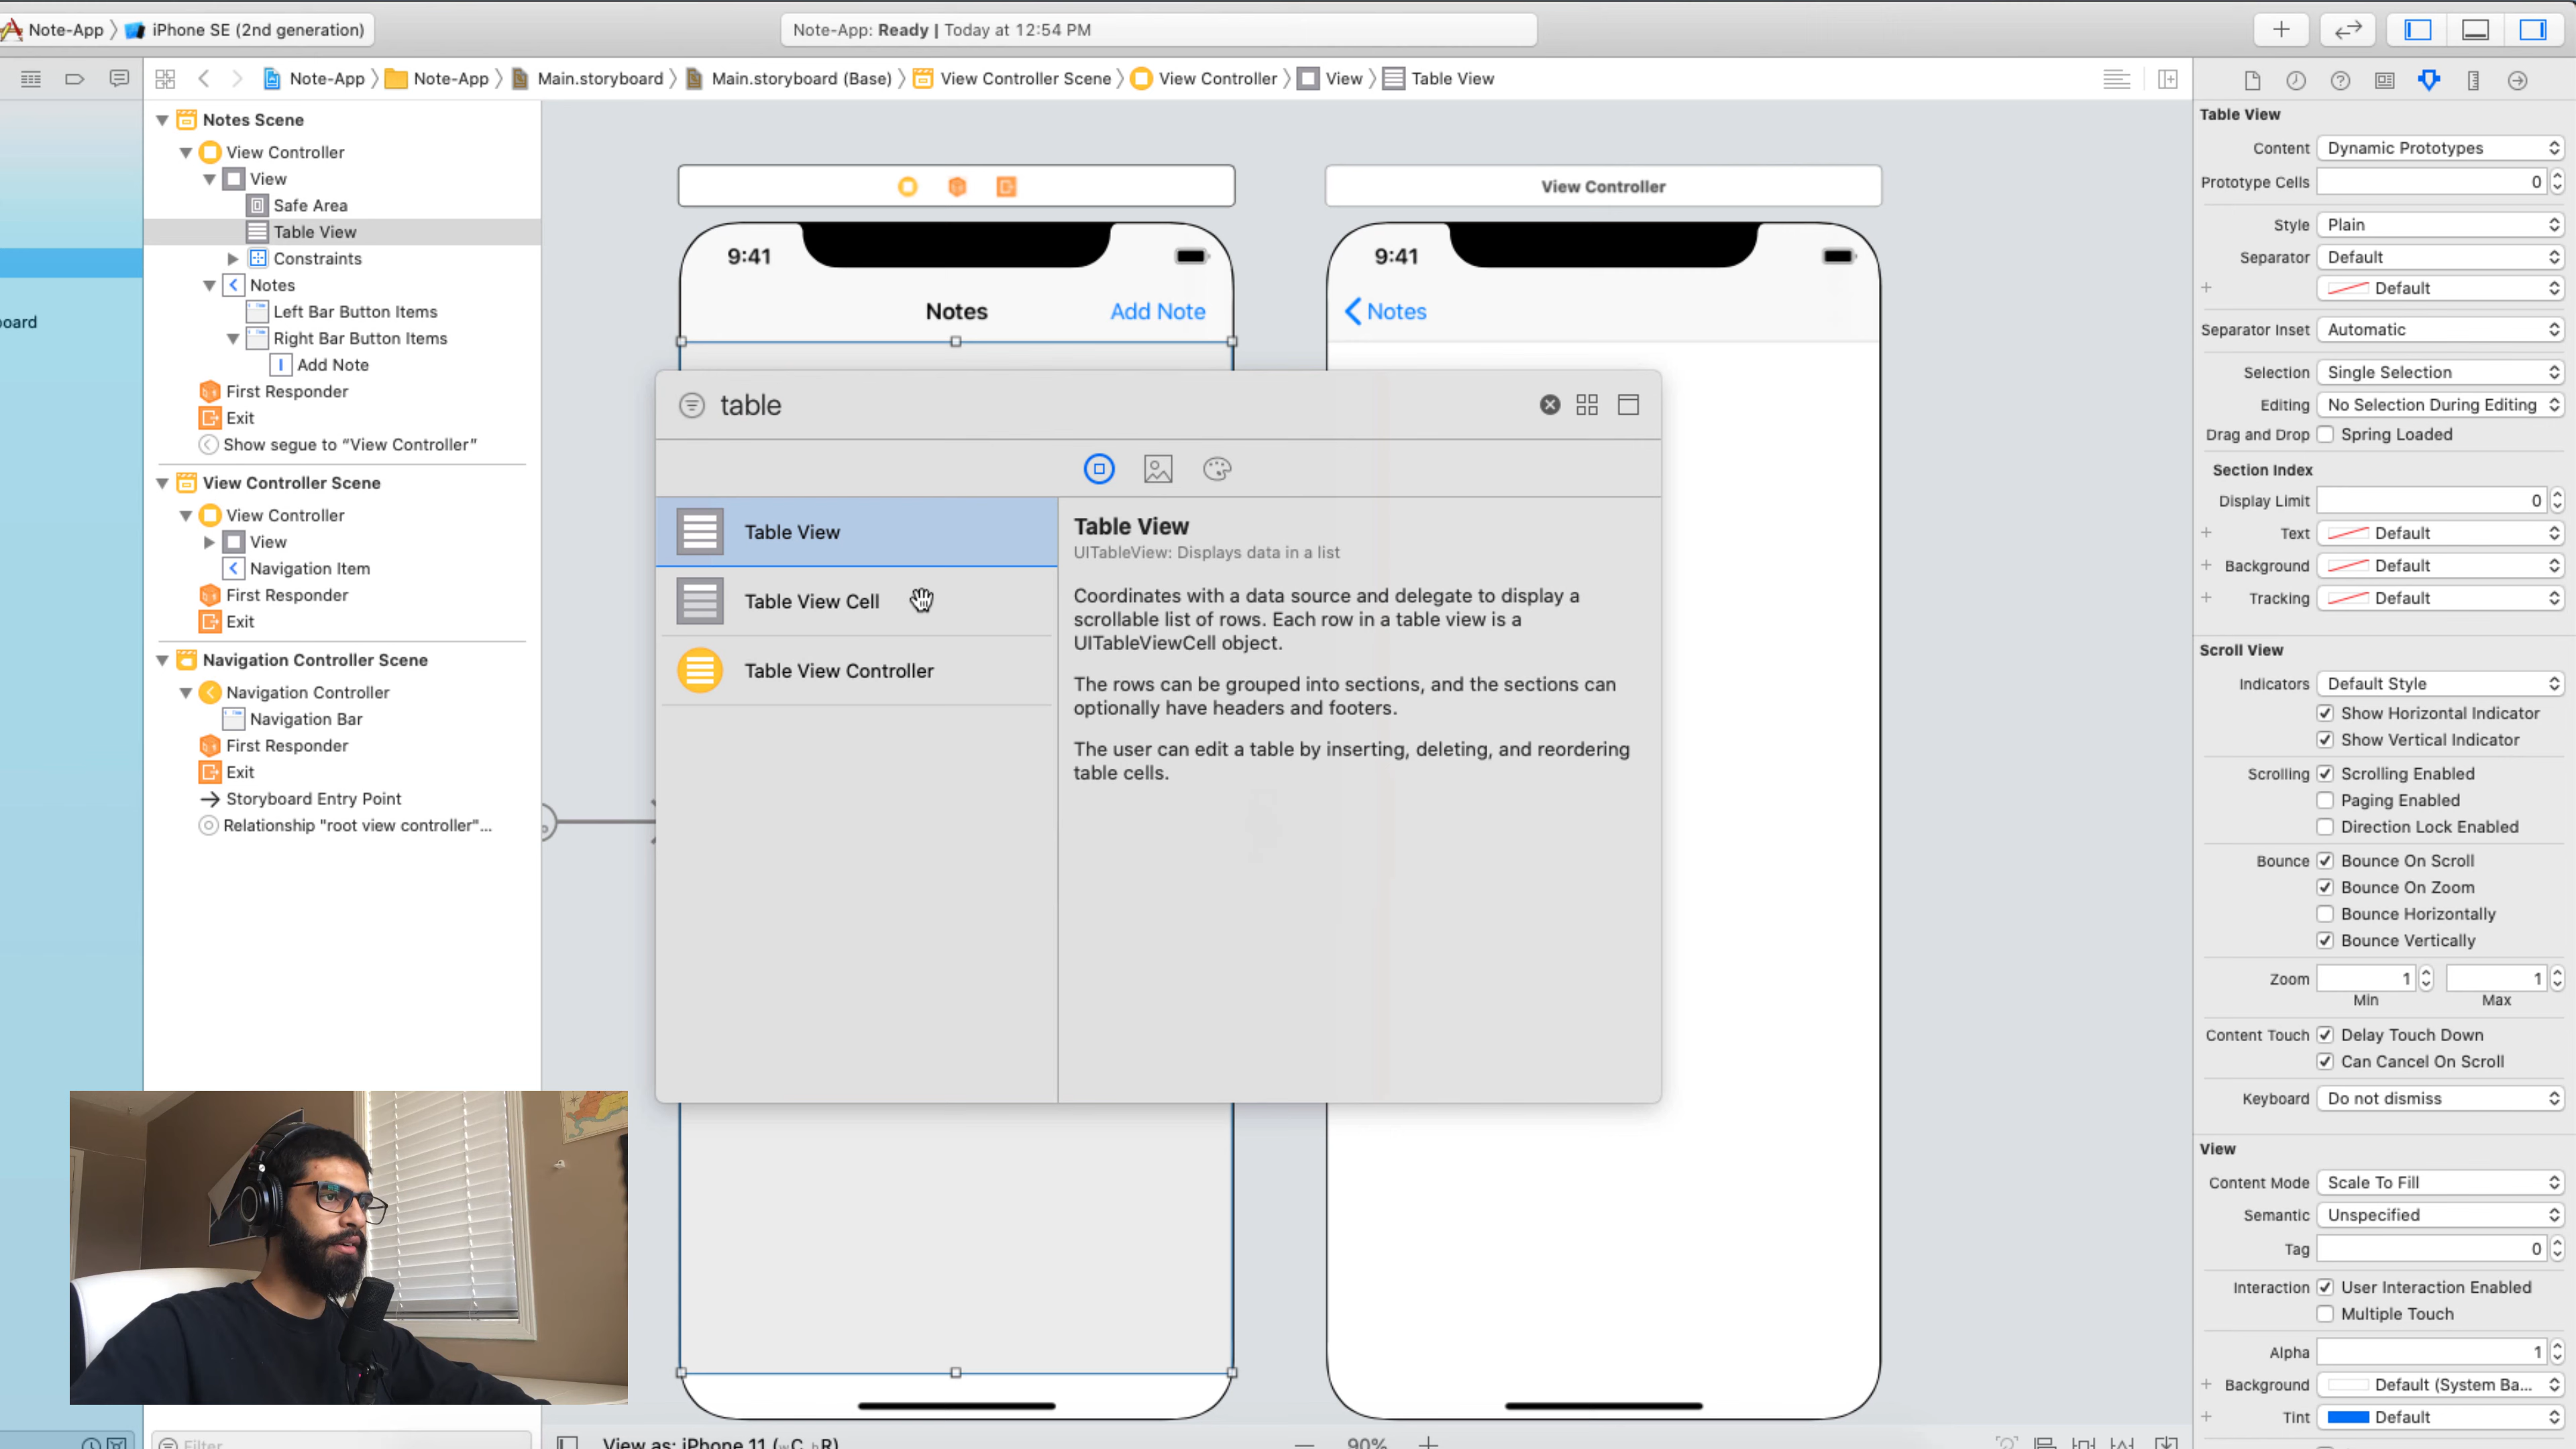 Note-App 〉 iPhone SE (2nd generation)
Note-App: Ready | Today at 12:54 PM
Note-App 〉 Note-App 〉 Main.storyboard 〉 Main.storyboard (Base) 〉 View Controller Scene 〉 View Controller 〉 View 〉 Table View
oard
Notes Scene
View Controller
View
Safe Area
Table View
Constraints
Notes
Left Bar Button Items
Right Bar Button Items
Add Note
First Responder
Exit
Show segue to “View Controller”
View Controller Scene
View Controller
View
Navigation Item
First Responder
Exit
Navigation Controller Scene
Navigation Controller
Navigation Bar
First Responder
Exit
Storyboard Entry Point
Relationship "root view controller"...
Filter
9:41
Notes
Add Note
View Controller
9:41
Notes
table
Table View
Table View Cell
Table View Controller
Table View
UITableView: Displays data in a list
Coordinates with a data source and delegate to display a
scrollable list of rows. Each row in a table view is a
UITableViewCell object.
The rows can be grouped into sections, and the sections can
optionally have headers and footers.
The user can edit a table by inserting, deleting, and reordering
table cells.
View as: iPhone 11 (wC hR)
90%
Table View
Content Dynamic Prototypes
Prototype Cells 0
Style Plain
Separator Default
Default
Separator Inset Automatic
Selection Single Selection
Editing No Selection During Editing
Drag and Drop Spring Loaded
Section Index
Display Limit 0
Text Default
Background Default
Tracking Default
Scroll View
Indicators Default Style
Show Horizontal Indicator
Show Vertical Indicator
Scrolling Scrolling Enabled
Paging Enabled
Direction Lock Enabled
Bounce Bounce On Scroll
Bounce On Zoom
Bounce Horizontally
Bounce Vertically
Zoom 1 1
Min Max
Content Touch Delay Touch Down
Can Cancel On Scroll
Keyboard Do not dismiss
View
Content Mode Scale To Fill
Semantic Unspecified
Tag 0
Interaction User Interaction Enabled
Multiple Touch
Alpha 1
Background Default (System Ba...
Tint Default